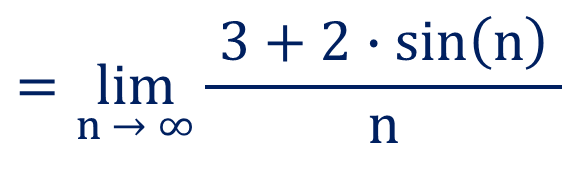 = lim n → ∞ 3 + 2 · sin(n) / n